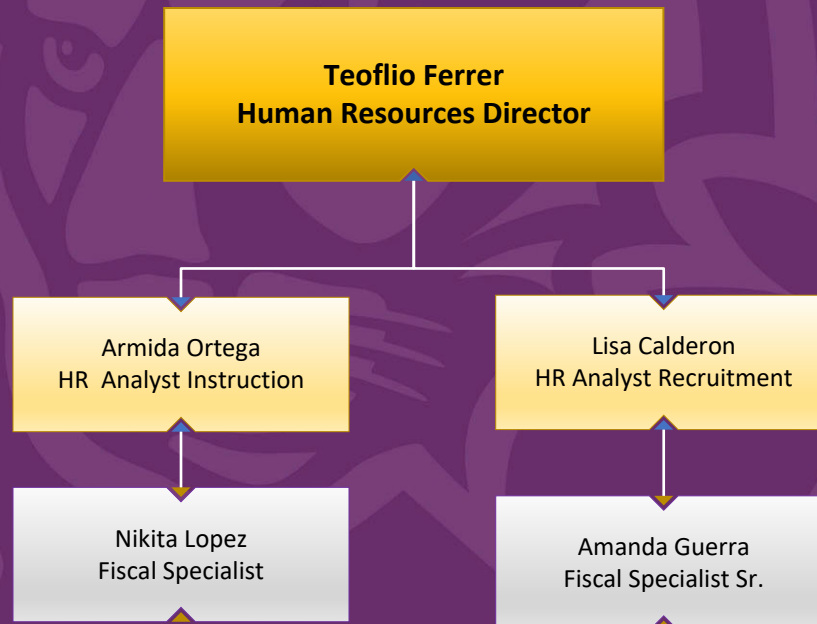 Teoflio Ferrer
Human Resources Director
Armida Ortega
HR  Analyst Instruction
Lisa Calderon
HR Analyst Recruitment
Nikita Lopez
Fiscal Specialist
Amanda Guerra
Fiscal Specialist Sr.